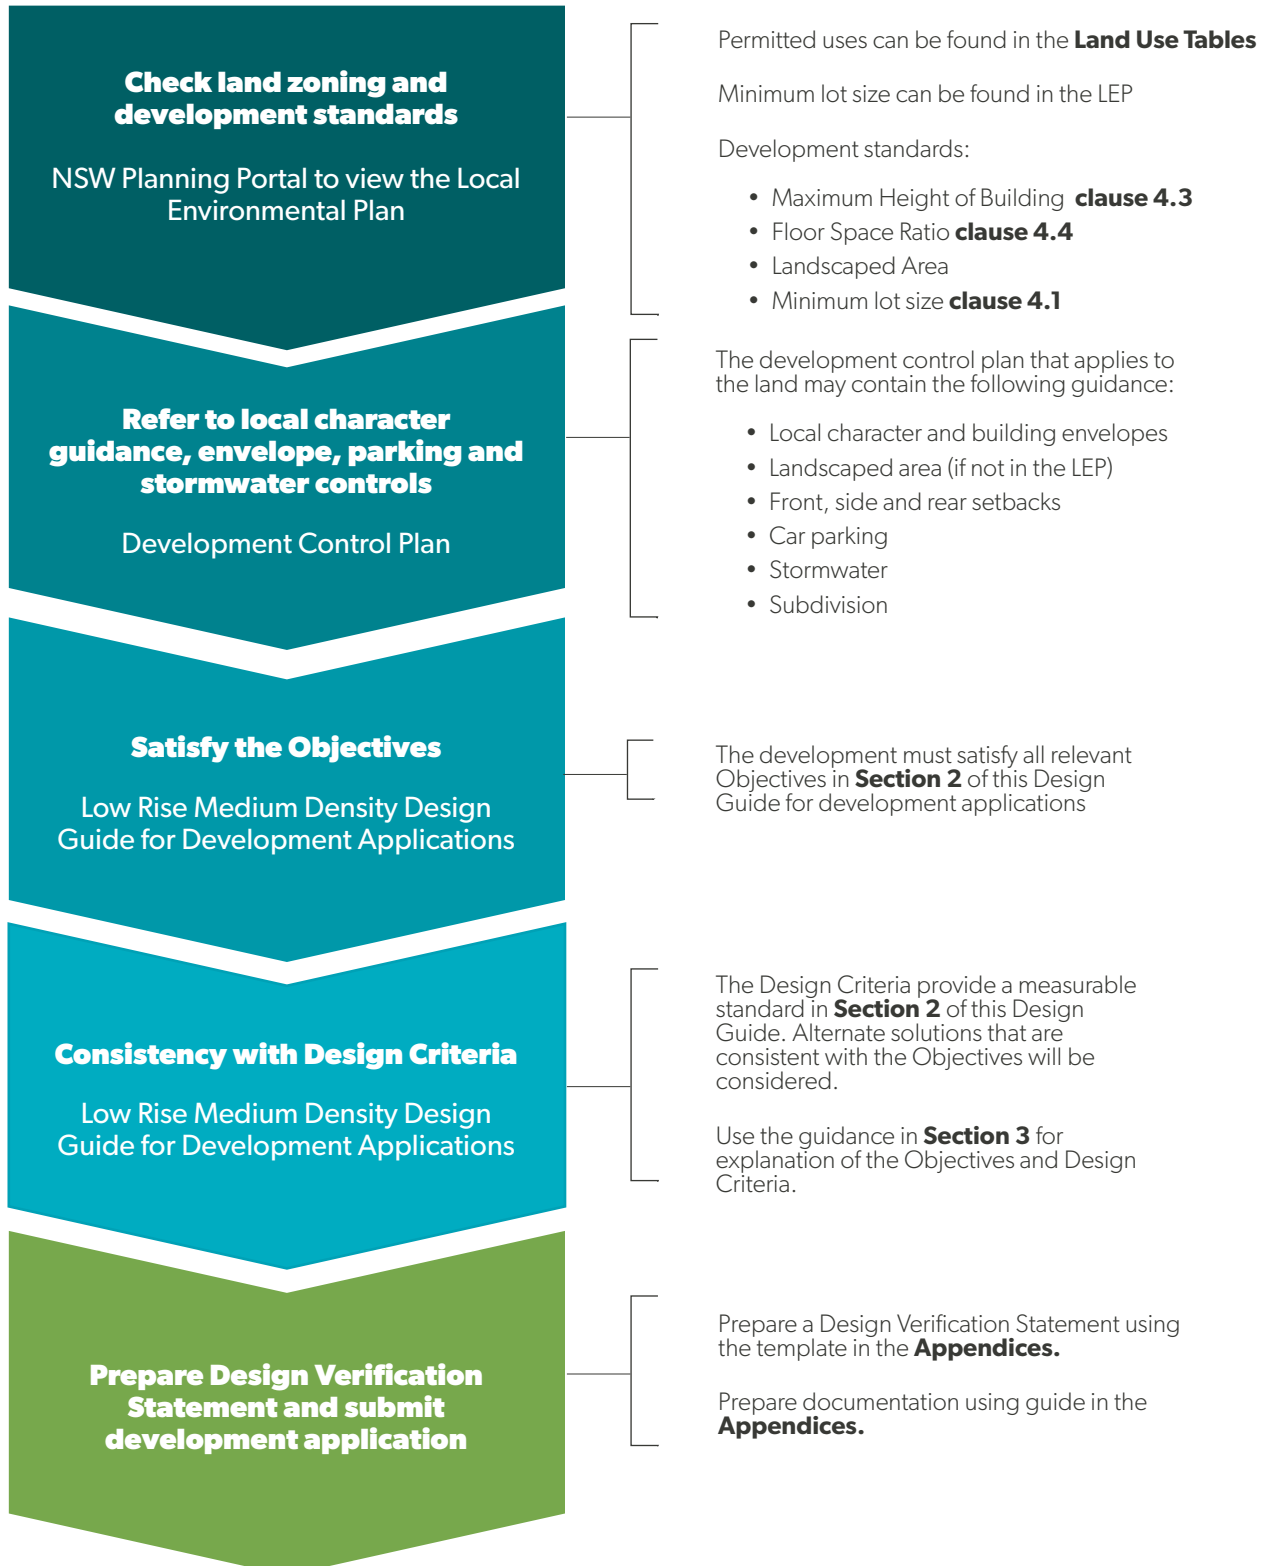 Check land zoning and
development standards
NSW Planning Portal to view the Local
Environmental Plan
Permitted uses can be found in the Land Use Tables
Minimum lot size can be found in the LEP
Development standards:
• Maximum Height of Building clause 4.3
• Floor Space Ratio clause 4.4
• Landscaped Area
• Minimum lot size clause 4.1
Refer to local character
guidance, envelope, parking and
stormwater controls
Development Control Plan
The development control plan that applies to
the land may contain the following guidance:
• Local character and building envelopes
• Landscaped area (if not in the LEP)
• Front, side and rear setbacks
• Car parking
• Stormwater
• Subdivision
Satisfy the Objectives
Low Rise Medium Density Design
Guide for Development Applications
The development must satisfy all relevant
Objectives in Section 2 of this Design
Guide for development applications
Consistency with Design Criteria
Low Rise Medium Density Design
Guide for Development Applications
The Design Criteria provide a measurable
standard in Section 2 of this Design
Guide. Alternate solutions that are
consistent with the Objectives will be
considered.
Use the guidance in Section 3 for
explanation of the Objectives and Design
Criteria.
Prepare Design Verification
Statement and submit
development application
Prepare a Design Verification Statement using
the template in the Appendices.
Prepare documentation using guide in the
Appendices.